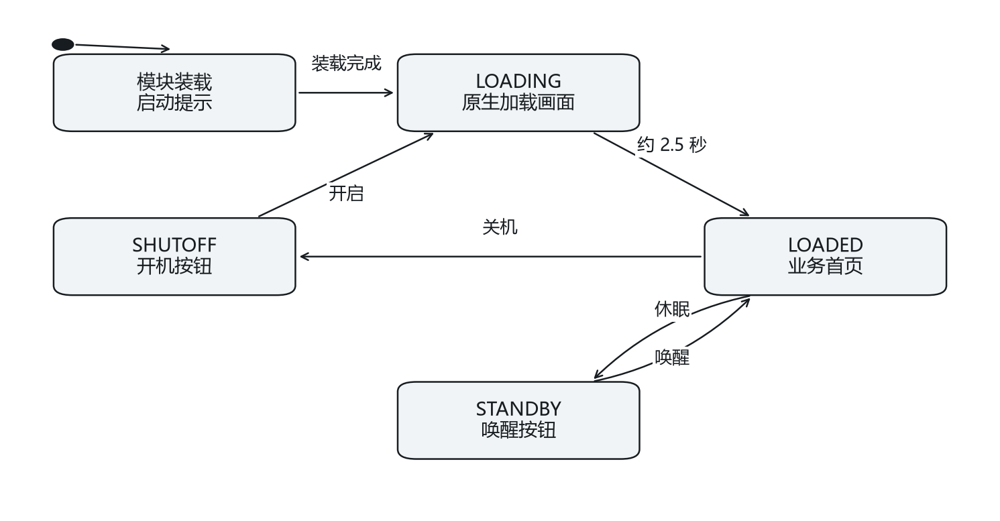 装载完成
模块装载
启动提示
LOADING
原生加载画面
约 2.5 秒
开启
关机
SHUTOFF
开机按钮
LOADED
业务首页
休眠
唤醒
STANDBY
唤醒按钮